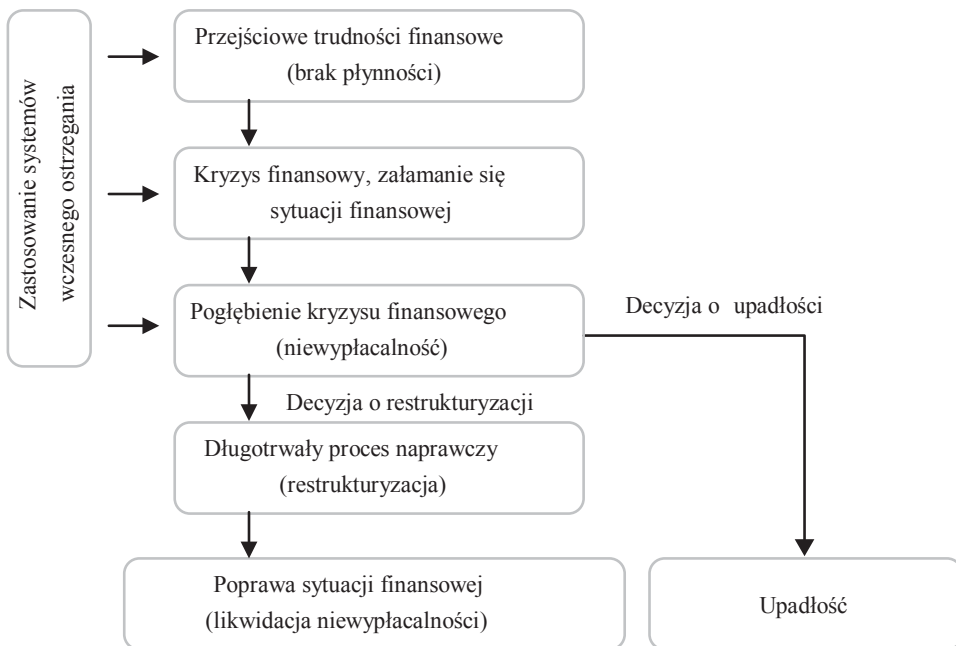 Zastosowanie systemów
wczesnego ostrzegania
Przejściowe trudności finansowe
(brak płynności)
Kryzys finansowy, załamanie się
sytuacji finansowej
Pogłębienie kryzysu finansowego
(niewypłacalność)
Decyzja o upadłości
Decyzja o restrukturyzacji
Długotrwały proces naprawczy
(restrukturyzacja)
Poprawa sytuacji finansowej
(likwidacja niewypłacalności)
Upadłość